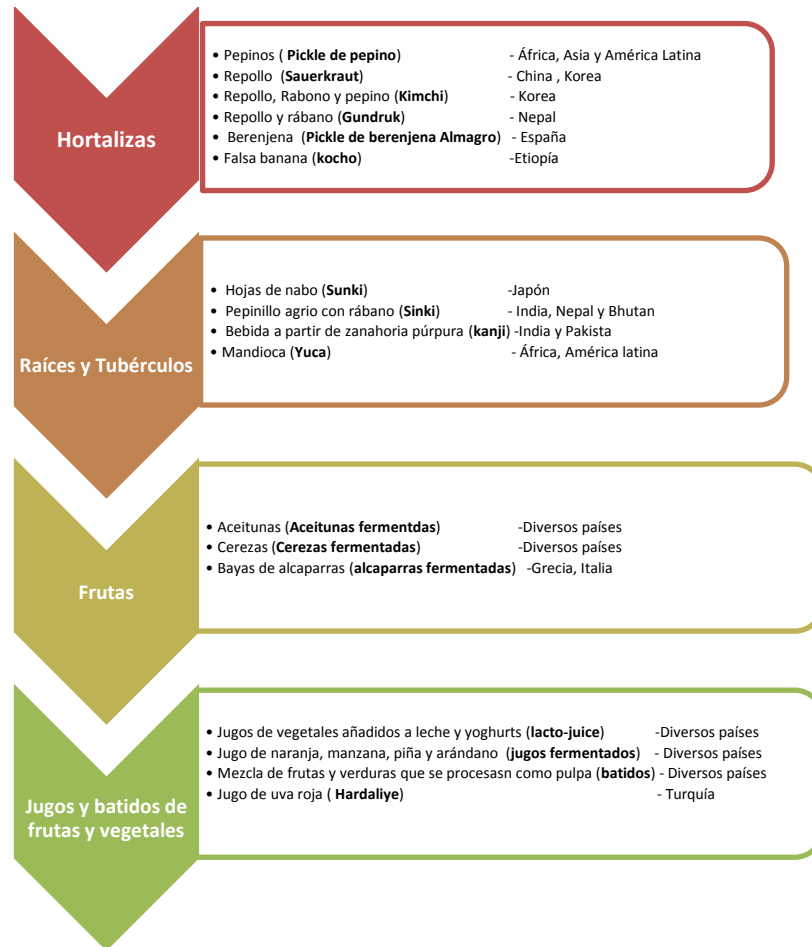 Hortalizas
• Pepinos ( Pickle de pepino) - África, Asia y América Latina
• Repollo (Sauerkraut) - China , Korea
• Repollo, Rabono y pepino (Kimchi) - Korea
• Repollo y rábano (Gundruk) - Nepal
• Berenjena (Pickle de berenjena Almagro) - España
• Falsa banana (kocho) -Etiopía
Raíces y Tubérculos
• Hojas de nabo (Sunki) -Japón
• Pepinillo agrio con rábano (Sinki) - India, Nepal y Bhutan
• Bebida a partir de zanahoria púrpura (kanji) -India y Pakista
• Mandioca (Yuca) - África, América latina
Frutas
• Aceitunas (Aceitunas fermentdas) -Diversos países
• Cerezas (Cerezas fermentadas) -Diversos países
• Bayas de alcaparras (alcaparras fermentadas) -Grecia, Italia
Jugos y batidos de
frutas y vegetales
• Jugos de vegetales añadidos a leche y yoghurts (lacto-juice) -Diversos países
• Jugo de naranja, manzana, piña y arándano (jugos fermentados) - Diversos países
• Mezcla de frutas y verduras que se procesasn como pulpa (batidos) - Diversos países
• Jugo de uva roja ( Hardaliye) - Turquía